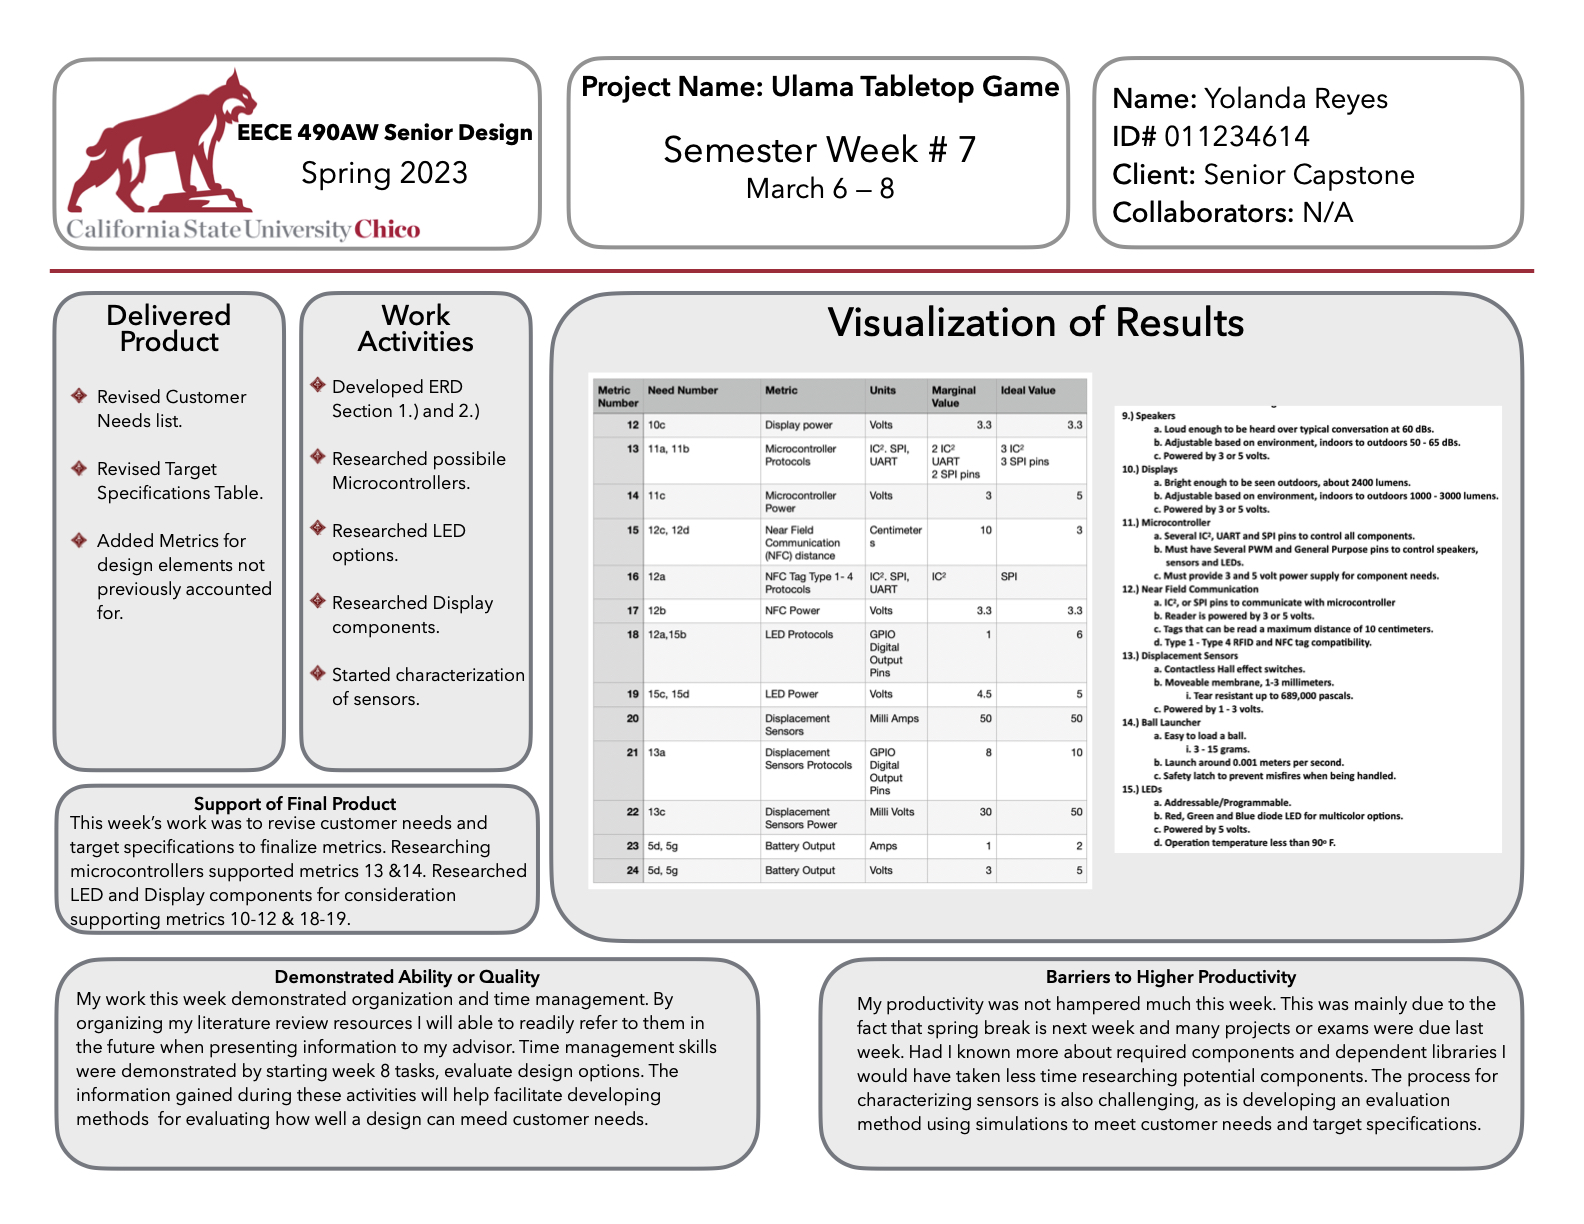 EECE 490AW Senior Design
Spring 2023
California State University Chico
Project Name: Ulama Tabletop Game
Semester Week # 7
March 6 – 8
Name: Yolanda Reyes
ID# 011234614
Client: Senior Capstone
Collaborators: N/A
Delivered
Product
Revised Customer
Needs list.
Revised Target
Specifications Table.
Added Metrics for
design elements not
previously accounted
for.
Work
Activities
Developed ERD
Section 1.) and 2.)
Researched possibile
Microcontrollers.
Researched LED
options.
Researched Display
components.
Started characterization
of sensors.
Visualization of Results
Metric Number | Need Number | Metric | Units | Marginal Value | Ideal Value
12 | 10c | Display power | Volts | 3.3 | 3.3
13 | 11a, 11b | Microcontroller Protocols | IC², SPI, UART | 2 IC² UART 2 SPI pins | 3 IC² 3 SPI pins
14 | 11c | Microcontroller Power | Volts | 3 | 5
15 | 12c, 12d | Near Field Communication (NFC) distance | Centimeters | 10 | 3
16 | 12a | NFC Tag Type 1- 4 Protocols | IC², SPI, UART | IC² | SPI
17 | 12b | NFC Power | Volts | 3.3 | 3.3
18 | 12a,15b | LED Protocols | GPIO Digital Output Pins | 1 | 6
19 | 15c, 15d | LED Power | Volts | 4.5 | 5
20 | | Displacement Sensors | Milli Amps | 50 | 50
21 | 13a | Displacement Sensors Protocols | GPIO Digital Output Pins | 8 | 10
22 | 13c | Displacement Sensors Power | Milli Volts | 30 | 50
23 | 5d, 5g | Battery Output | Amps | 1 | 2
24 | 5d, 5g | Battery Output | Volts | 3 | 5
9.) Speakers
a. Loud enough to be heard over typical conversation at 60 dBs.
b. Adjustable based on environment, indoors to outdoors 50 - 65 dBs.
c. Powered by 3 or 5 volts.
10.) Displays
a. Bright enough to be seen outdoors, about 2400 lumens.
b. Adjustable based on environment, indoors to outdoors 1000 - 3000 lumens.
c. Powered by 3 or 5 volts.
11.) Microcontroller
a. Several IC², UART and SPI pins to control all components.
b. Must have Several PWM and General Purpose pins to control speakers,
sensors and LEDs.
c. Must provide 3 and 5 volt power supply for component needs.
12.) Near Field Communication
a. IC², or SPI pins to communicate with microcontroller
b. Reader is powered by 3 or 5 volts.
c. Tags that can be read a maximum distance of 10 centimeters.
d. Type 1 - Type 4 RFID and NFC tag compatibility.
13.) Displacement Sensors
a. Contactless Hall effect switches.
b. Moveable membrane, 1-3 millimeters.
i. Tear resistant up to 689,000 pascals.
c. Powered by 1 - 3 volts.
14.) Ball Launcher
a. Easy to load a ball.
i. 3 - 15 grams.
b. Launch around 0.001 meters per second.
c. Safety latch to prevent misfires when being handled.
15.) LEDs
a. Addressable/Programmable.
b. Red, Green and Blue diode LED for multicolor options.
c. Powered by 5 volts.
d. Operation temperature less than 90º F.
Support of Final Product
This week’s work was to revise customer needs and
target specifications to finalize metrics. Researching
microcontrollers supported metrics 13 &14. Researched
LED and Display components for consideration
supporting metrics 10-12 & 18-19.
Demonstrated Ability or Quality
My work this week demonstrated organization and time management. By
organizing my literature review resources I will able to readily refer to them in
the future when presenting information to my advisor. Time management skills
were demonstrated by starting week 8 tasks, evaluate design options. The
information gained during these activities will help facilitate developing
methods  for evaluating how well a design can meed customer needs.
Barriers to Higher Productivity
My productivity was not hampered much this week. This was mainly due to the
fact that spring break is next week and many projects or exams were due last
week. Had I known more about required components and dependent libraries I
would have taken less time researching potential components. The process for
characterizing sensors is also challenging, as is developing an evaluation
method using simulations to meet customer needs and target specifications.